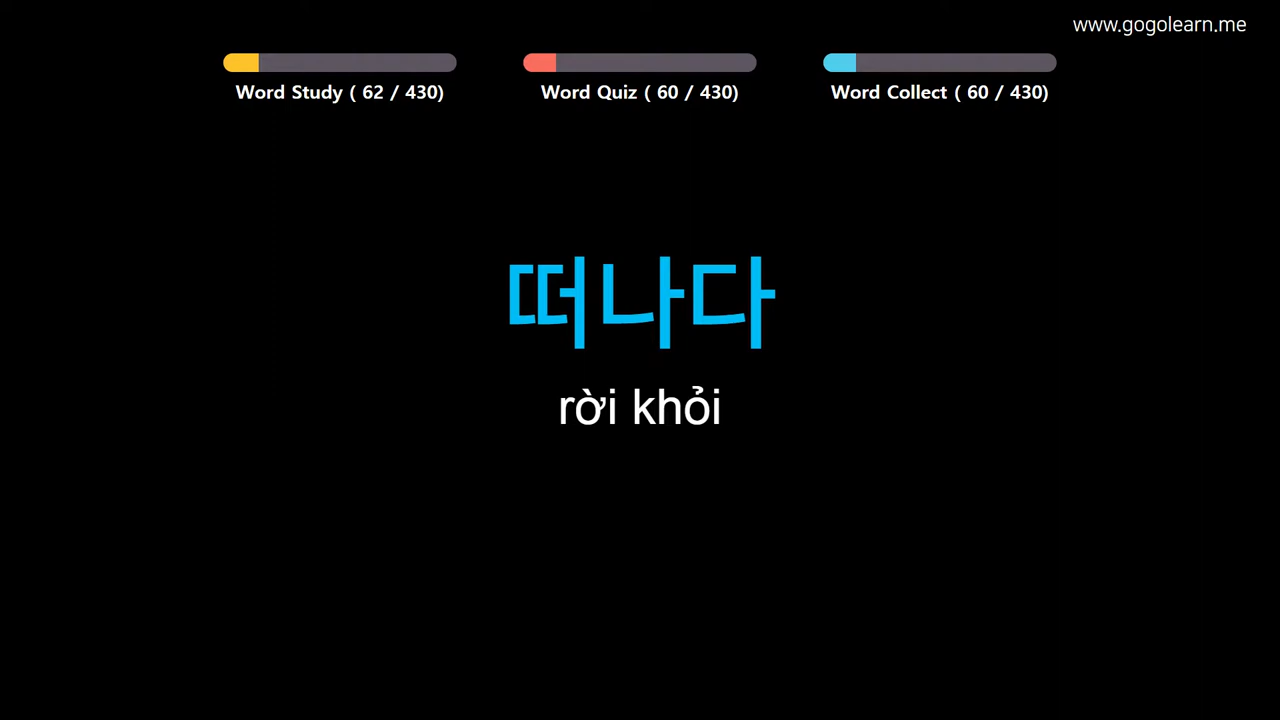 www.gogolearn.me
Word Study ( 62 / 430)
Word Quiz ( 60 / 430)
Word Collect ( 60 / 430)
떠나다
rời khỏi